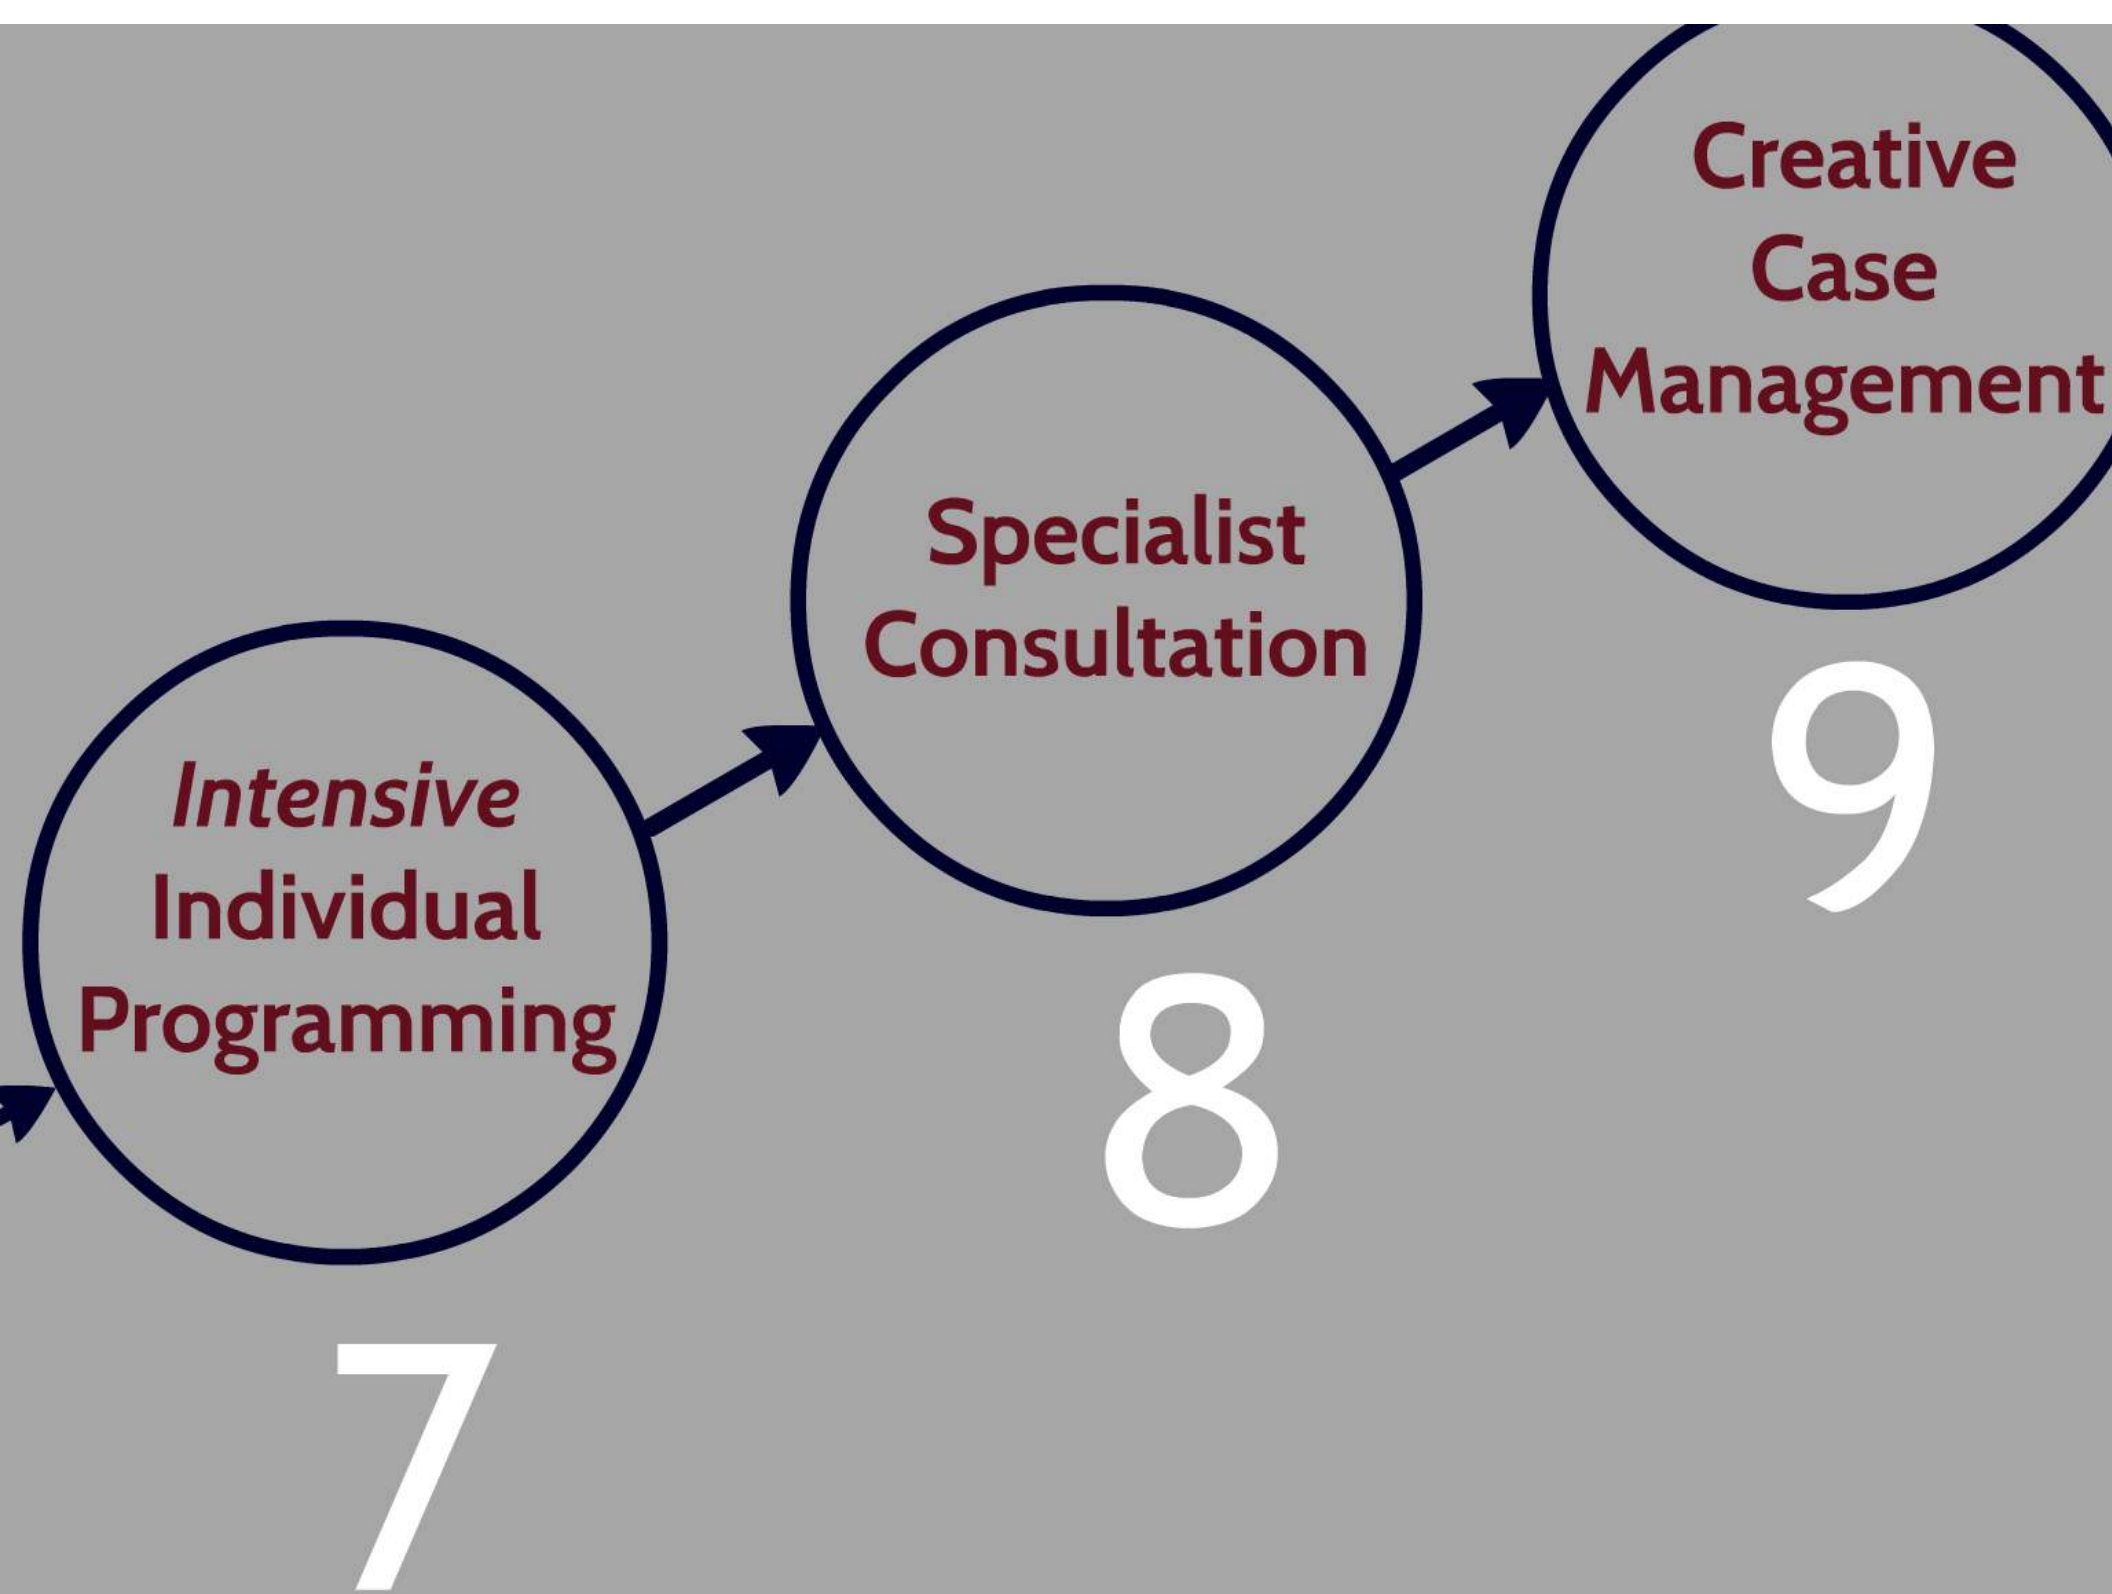 Creative
Case
Management
9
Specialist
Consultation
8
Intensive
Individual
Programming
7